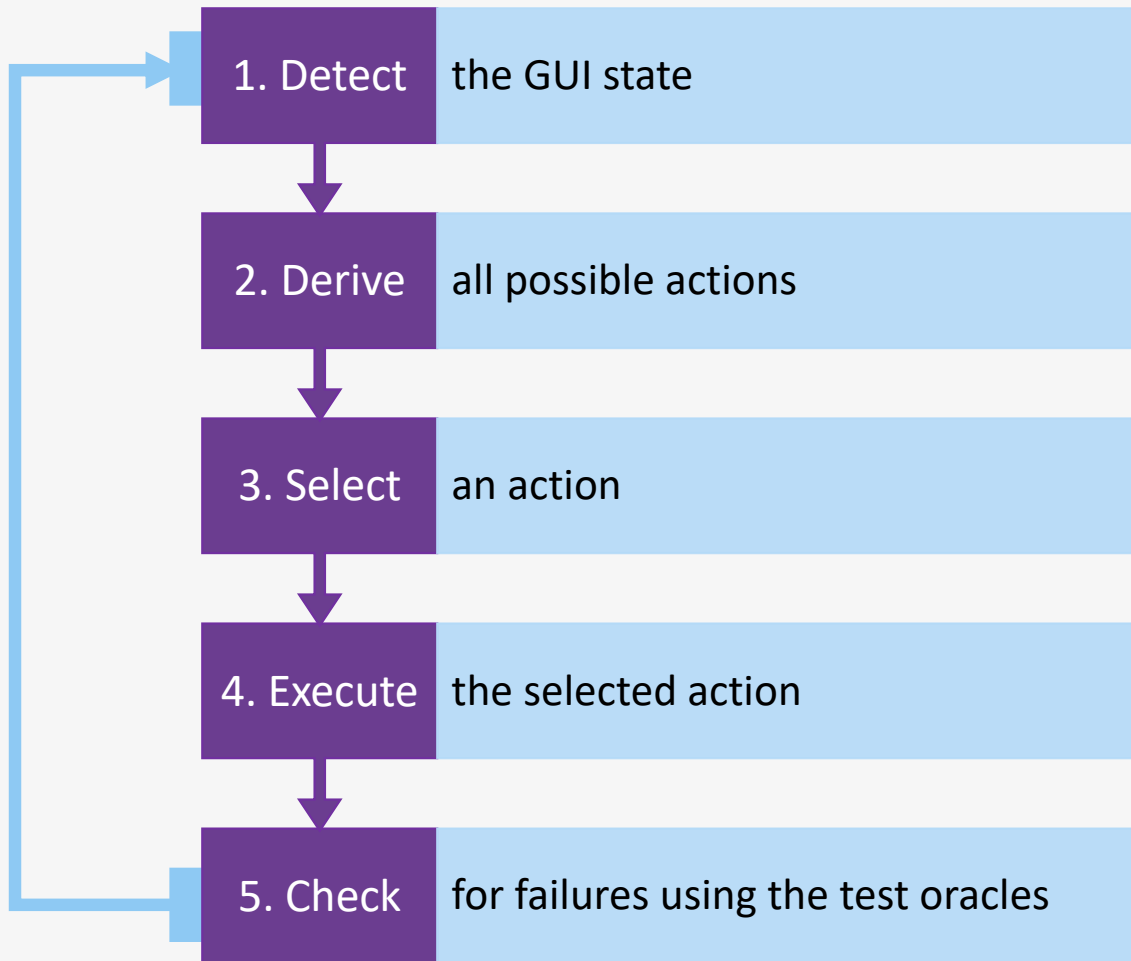 1. Detect the GUI state
2. Derive all possible actions
3. Select an action
4. Execute the selected action
5. Check for failures using the test oracles